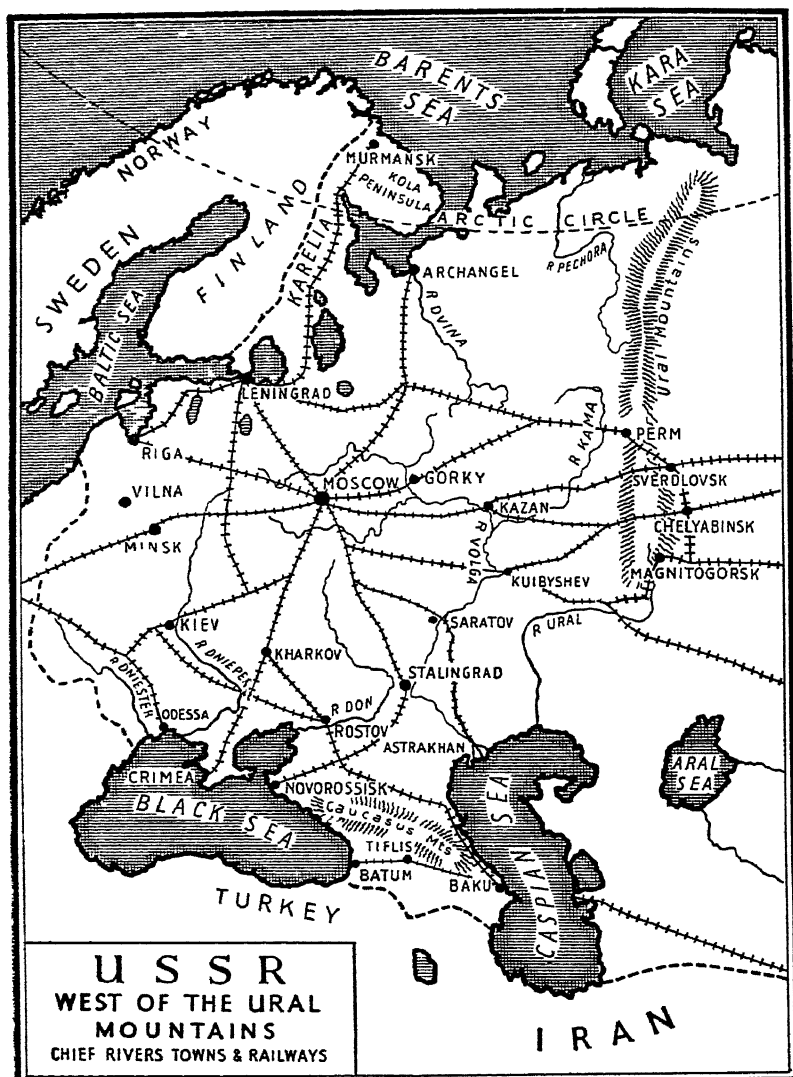 BARENTS
SEA
KARA
SEA
NORWAY
MURMANSK
KOLA
PENINSULA
ARCTIC CIRCLE
SWEDEN
FINLAND
KARELIA
R PECHORA
ARCHANGEL
R DVINA
Ural Mountains
BALTIC SEA
LENINGRAD
R KAMA
PERM
RIGA
MOSCOW
GORKY
SVERDLOVSK
VILNA
KAZAN
CHELYABINSK
MINSK
R VOLGA
KUIBYSHEV
MAGNITOGORSK
KIEV
SARATOV
R URAL
R DNIEPER
KHARKOV
STALINGRAD
R DNIESTER
ODESSA
R DON
ROSTOV
ASTRAKHAN
ARAL
SEA
CRIMEA
NOVOROSSISK
BLACK SEA
Caucasus Mts
TIFLIS
BATUM
BAKU
CASPIAN SEA
TURKEY
IRAN
USSR
WEST OF THE URAL
MOUNTAINS
CHIEF RIVERS TOWNS & RAILWAYS